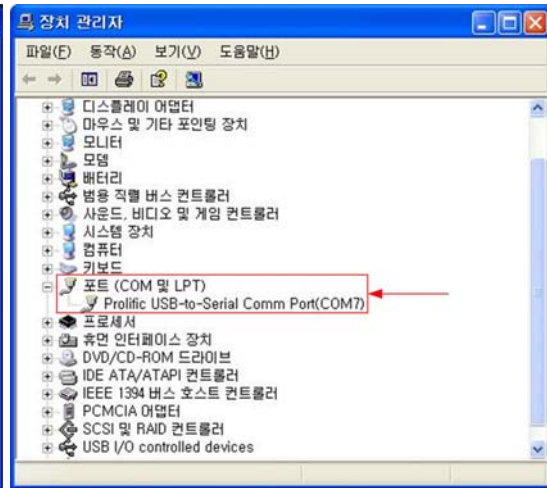 장치 관리자
파일(F) 동작(A) 보기(V) 도움말(H)
디스플레이 어댑터
마우스 및 기타 포인팅 장치
모니터
모뎀
배터리
범용 직렬 버스 컨트롤러
사운드, 비디오 및 게임 컨트롤러
시스템 장치
컴퓨터
키보드
포트 (COM 및 LPT)
Prolific USB-to-Serial Comm Port(COM7)
프로세서
휴먼 인터페이스 장치
DVD/CD-ROM 드라이브
IDE ATA/ATAPI 컨트롤러
IEEE 1394 버스 호스트 컨트롤러
PCMCIA 어댑터
SCSI 및 RAID 컨트롤러
USB I/O controlled devices